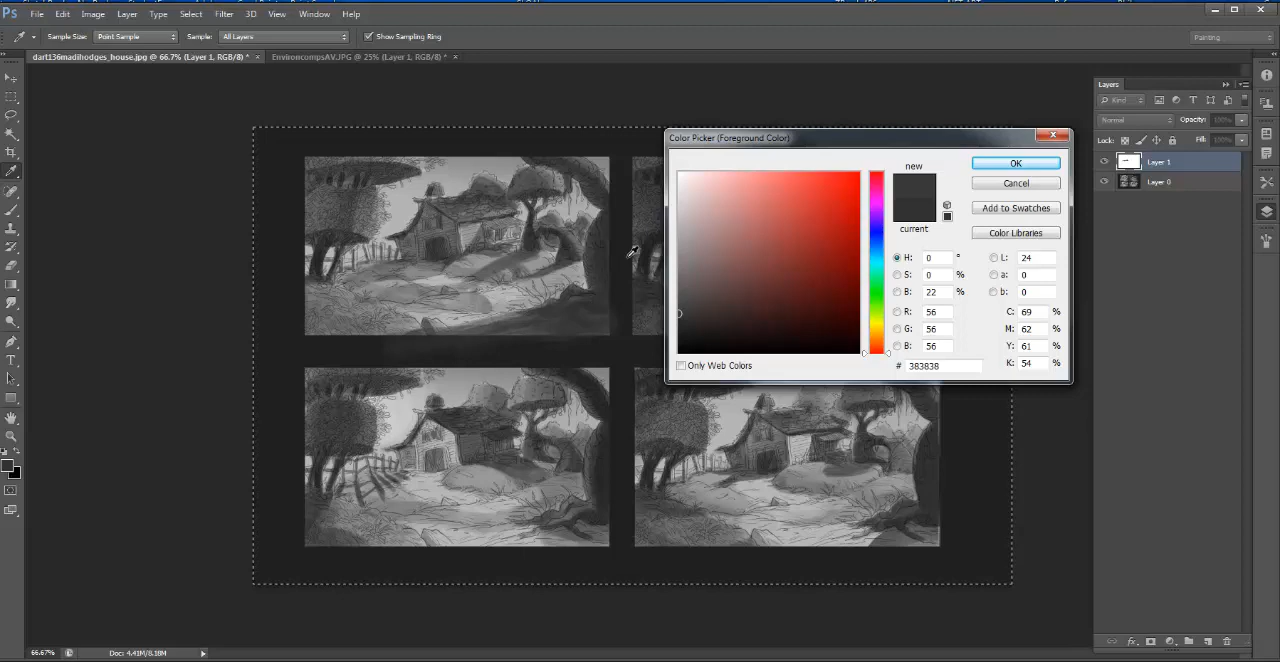 Ps File Edit Image Layer Type Select Filter 3D View Window Help
Sample Size: Point Sample Sample: All Layers Show Sampling Ring Painting
dart136madihodges_house.jpg @ 66.7% (Layer 1, RGB/8) * × EnvironcompsAV.JPG @ 25% (Layer 1, RGB/8) * ×
Layers
Kind
Normal Opacity: 100%
Lock: Fill: 100%
Layer 1
Layer 0
Color Picker (Foreground Color)
new
current
OK
Cancel
Add to Swatches
Color Libraries
H: 0 ° L: 24
S: 0 % a: 0
B: 22 % b: 0
R: 56 C: 69 %
G: 56 M: 62 %
B: 56 Y: 61 %
# 383838 K: 54 %
Only Web Colors
66.67% Doc: 4.41M/8.18M